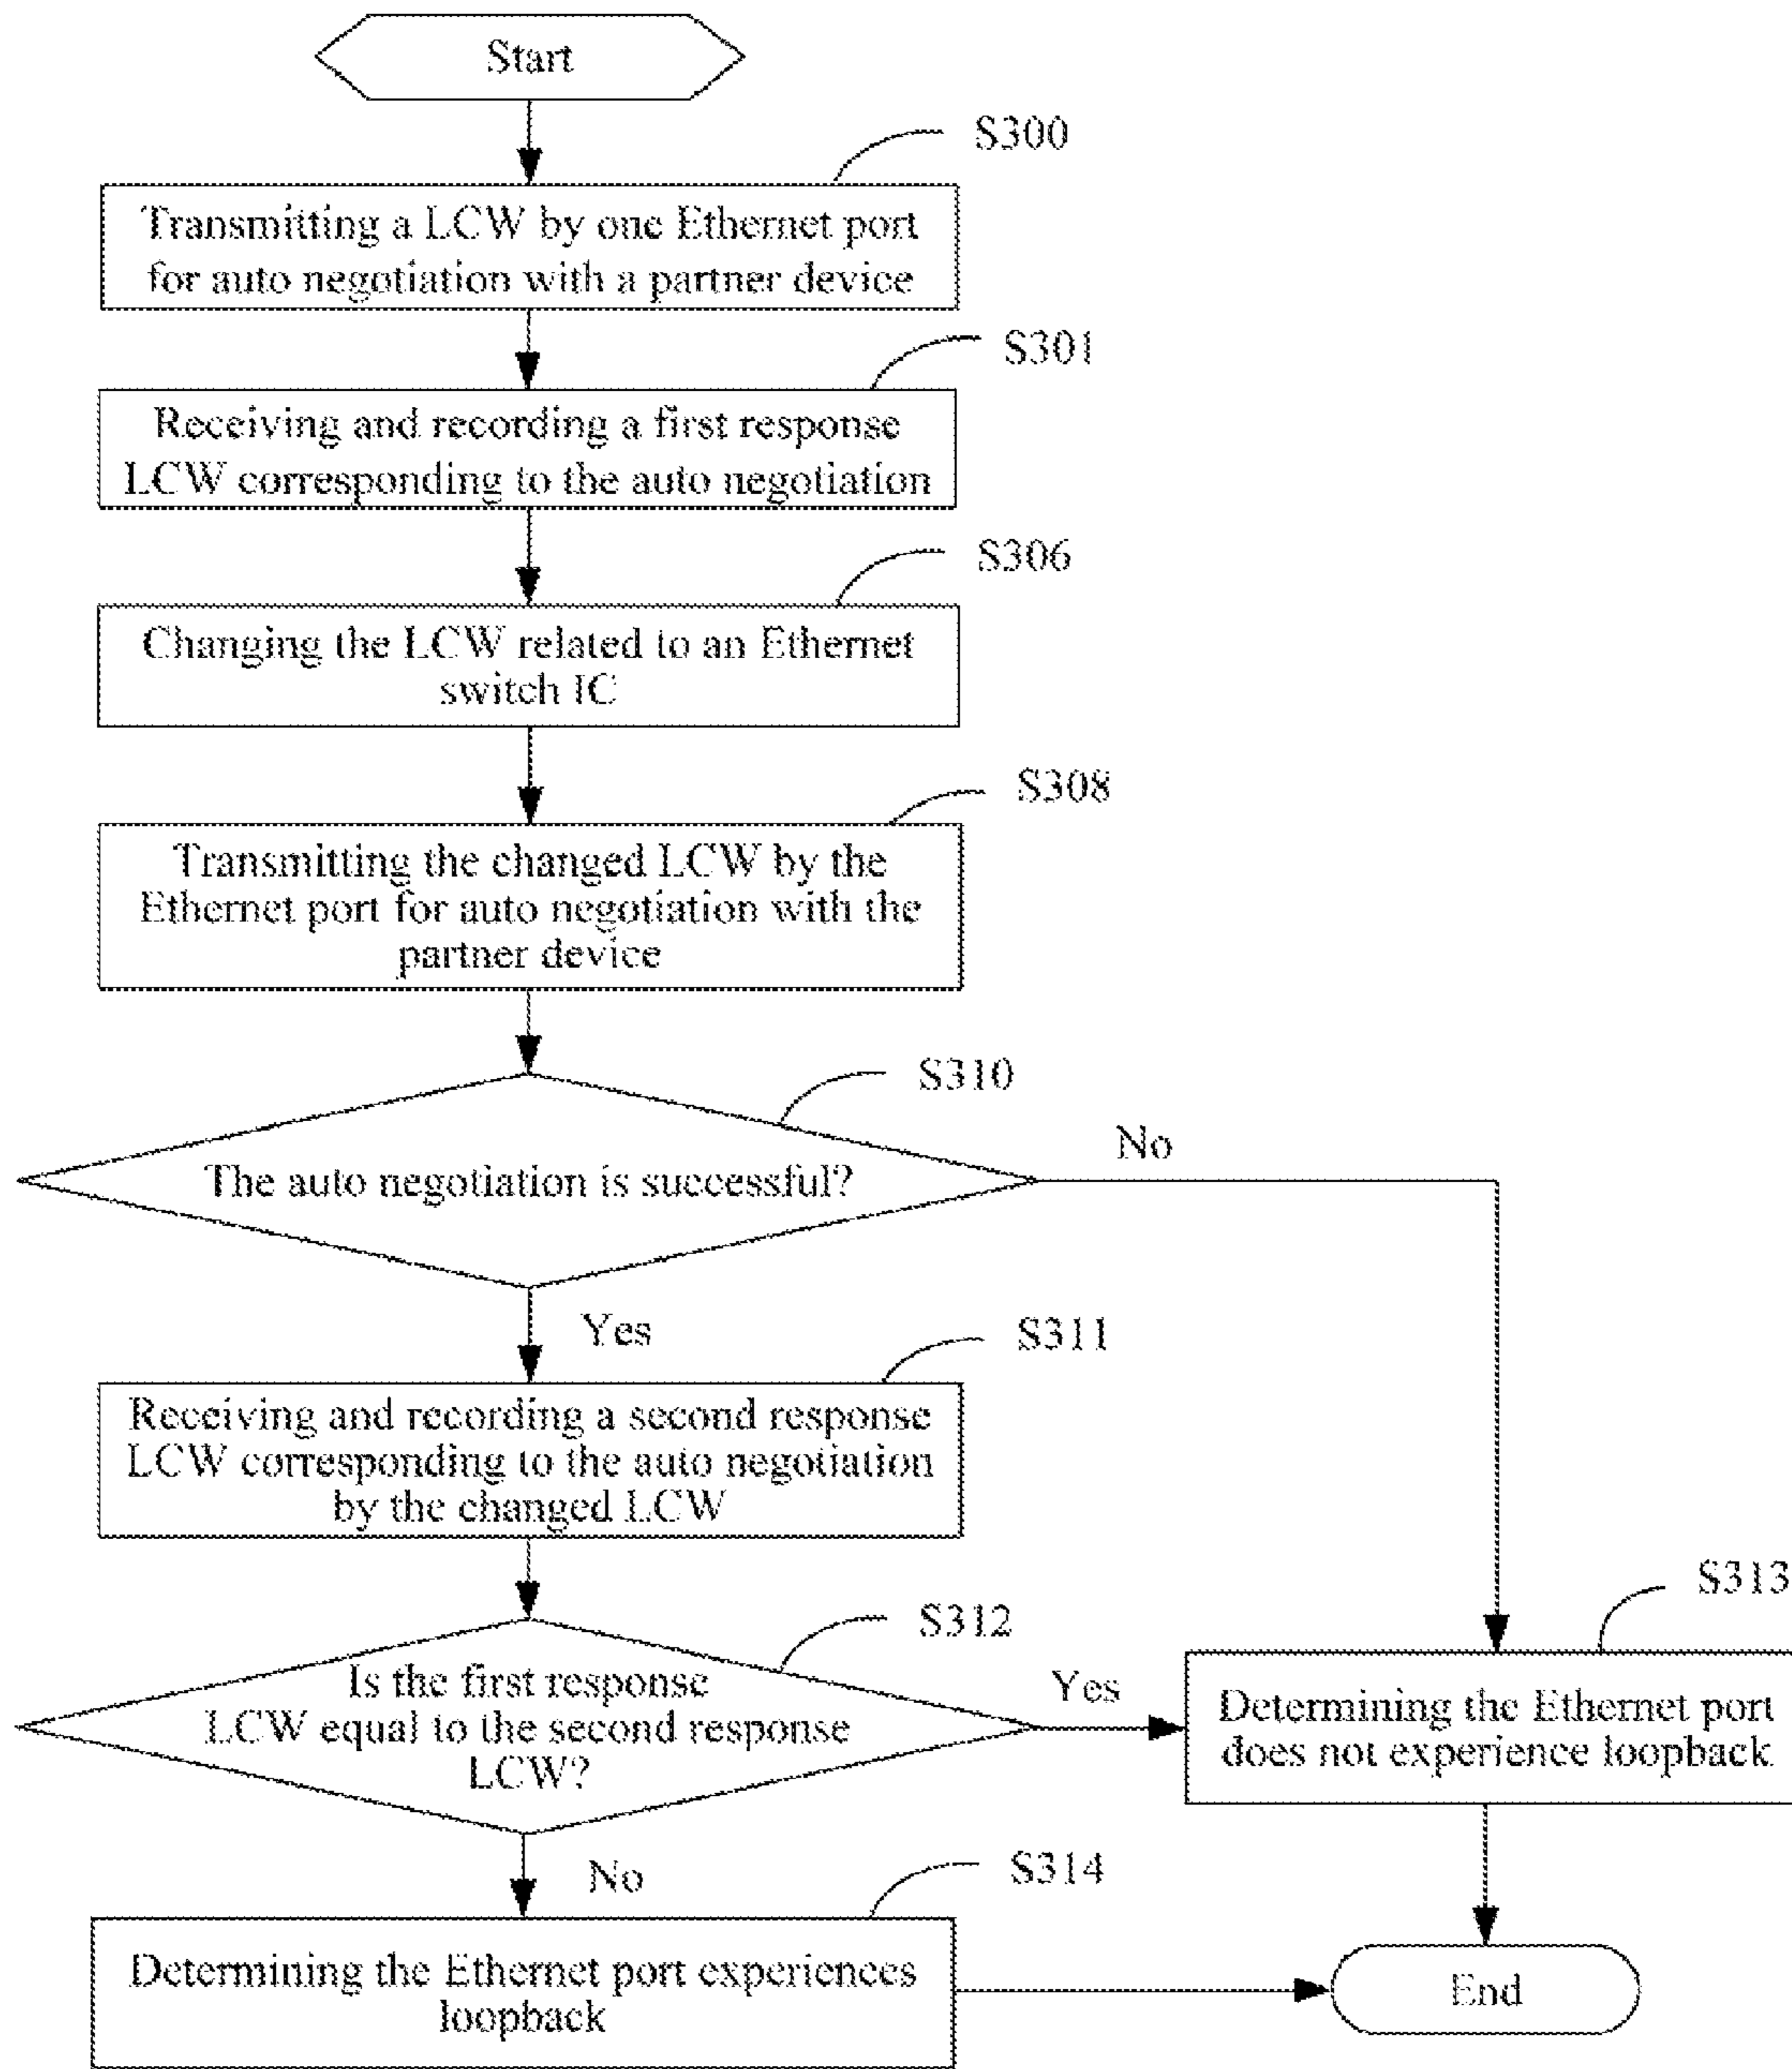 Start
S300
Transmitting a LCW by one Ethernet port
for auto negotiation with a partner device
S301
Receiving and recording a first response
LCW corresponding to the auto negotiation
S306
Changing the LCW related to an Ethernet
switch IC
S308
Transmitting the changed LCW by the
Ethernet port for auto negotiation with the
partner device
S310
No
The auto negotiation is successful?
Yes
S311
Receiving and recording a second response
LCW corresponding to the auto negotiation
by the changed LCW
S313
S312
Is the first response
LCW equal to the second response
LCW?
Yes
Determining the Ethernet port
does not experience loopback
No
S314
Determining the Ethernet port experiences
loopback
End